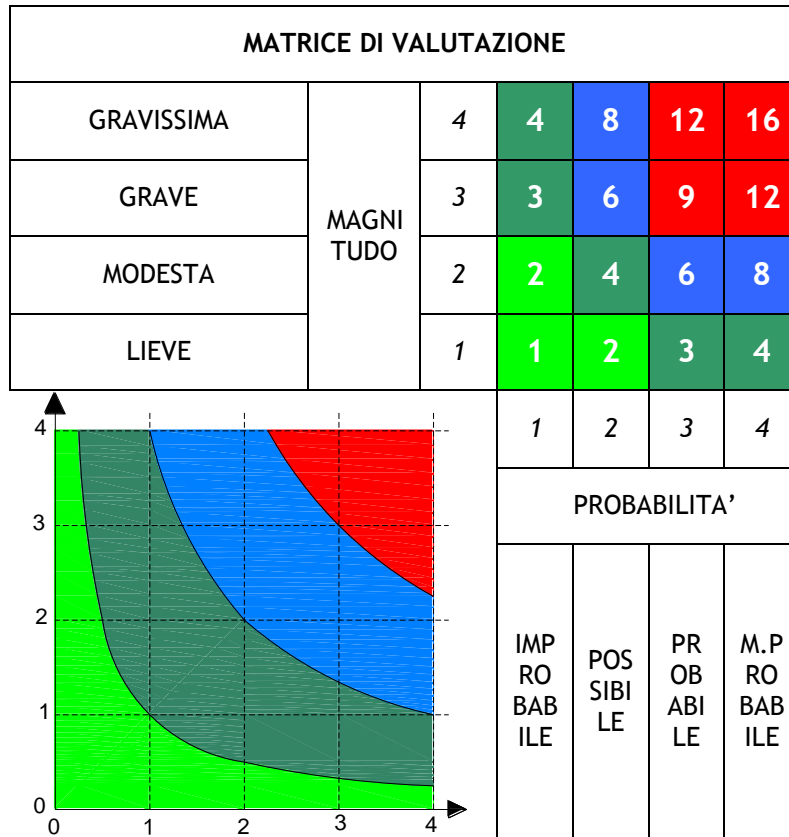 MATRICE DI VALUTAZIONE
GRAVISSIMA
MAGNI
TUDO
4
4
8
12
16
GRAVE
3
3
6
9
12
MODESTA
2
2
4
6
8
LIEVE
1
1
2
3
4
1
2
3
4
PROBABILITA’
IMP
RO
BAB
ILE
POS
SIBI
LE
PR
OB
ABI
LE
M.P
RO
BAB
ILE
4
3
2
1
0
0
1
2
3
4